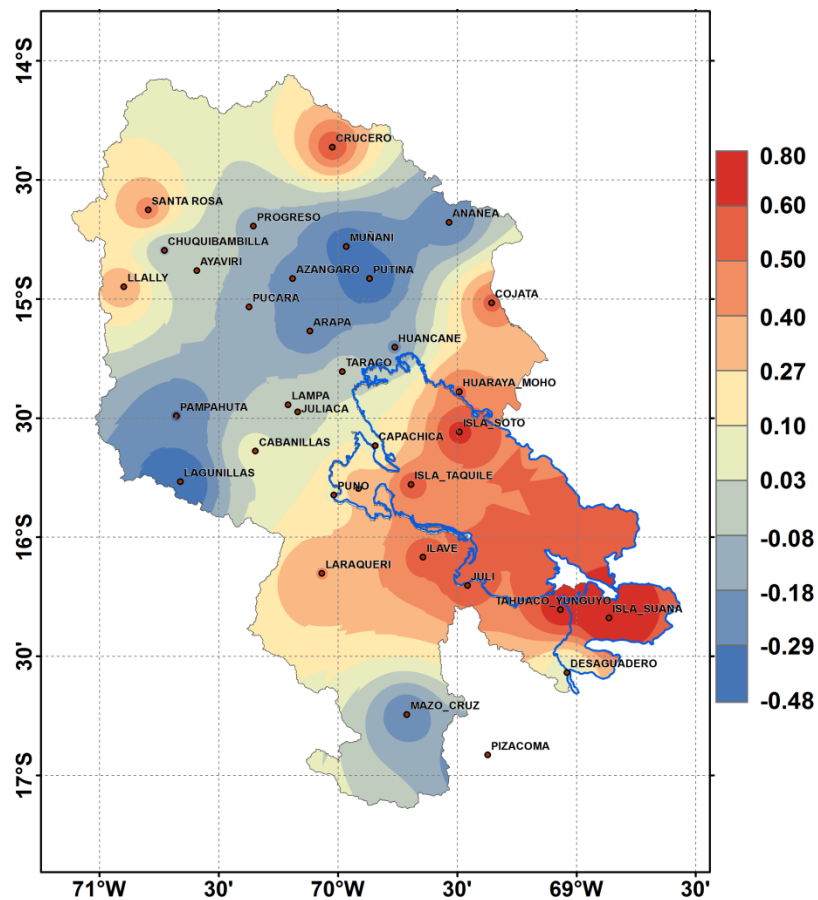 14°S
CRUCERO
0.80
30'
0.60
SANTA ROSA
ANANEA
PROGRESO
0.50
MUÑANI
CHUQUIBAMBILLA
AYAVIRI
AZANGARO
PUTINA
LLALLY
15°S
COJATA
0.40
PUCARA
ARAPA
HUANCANE
TARACO
0.27
HUARAYA_MOHO
LAMPA
JULIACA
PAMPAHUTA
30'
0.10
ISLA_SOTO
CABANILLAS
CAPACHICA
0.03
LAGUNILLAS
ISLA_TAQUILE
PUNO
16°S
-0.08
ILAVE
LARAQUERI
JULI
-0.18
TAHUACO_YUNGUYO
ISLA_SUANA
-0.29
30'
DESAGUADERO
-0.48
MAZO_CRUZ
PIZACOMA
17°S
71°W
30'
70°W
30'
69°W
30'